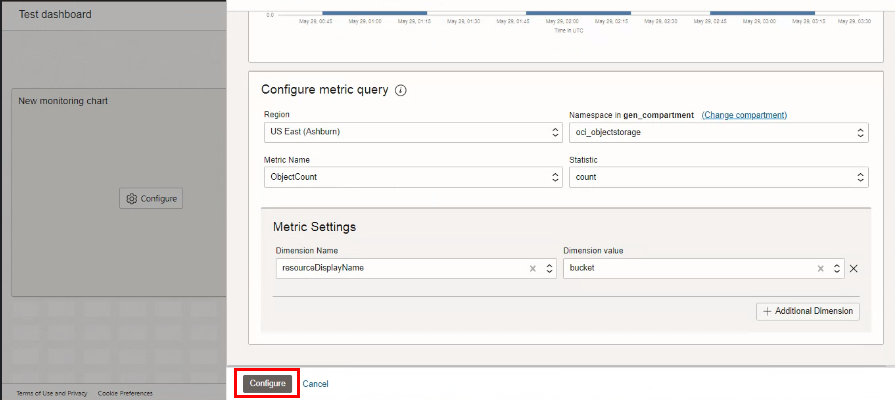 Test dashboard
New monitoring chart
Configure
Terms of Use and Privacy Cookie Preferences
0.0
May 29, 00:45 May 29, 01:00 May 29, 01:15 May 29, 01:30 May 29, 01:45 May 29, 02:00 May 29, 02:15 May 29, 02:30 May 29, 02:45 May 29, 03:00 May 29, 03:15 May 29, 03:30
Time in UTC
Configure metric query
Region
US East (Ashburn)
Namespace in gen_compartment (Change compartment)
oci_objectstorage
Metric Name
ObjectCount
Statistic
count
Metric Settings
Dimension Name
resourceDisplayName
Dimension value
bucket
+ Additional Dimension
Configure Cancel